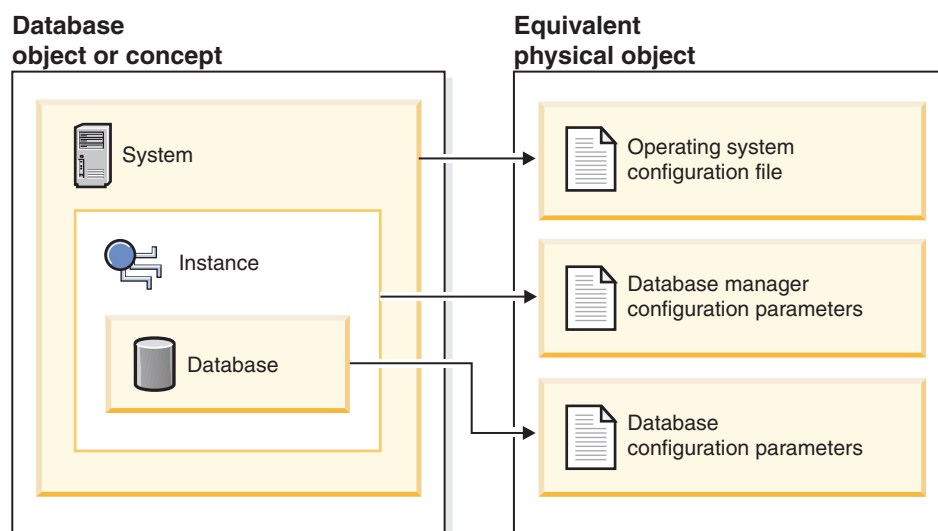 Database
object or concept
Equivalent
physical object
System
Operating system
configuration file
Instance
Database manager
configuration parameters
Database
Database
configuration parameters